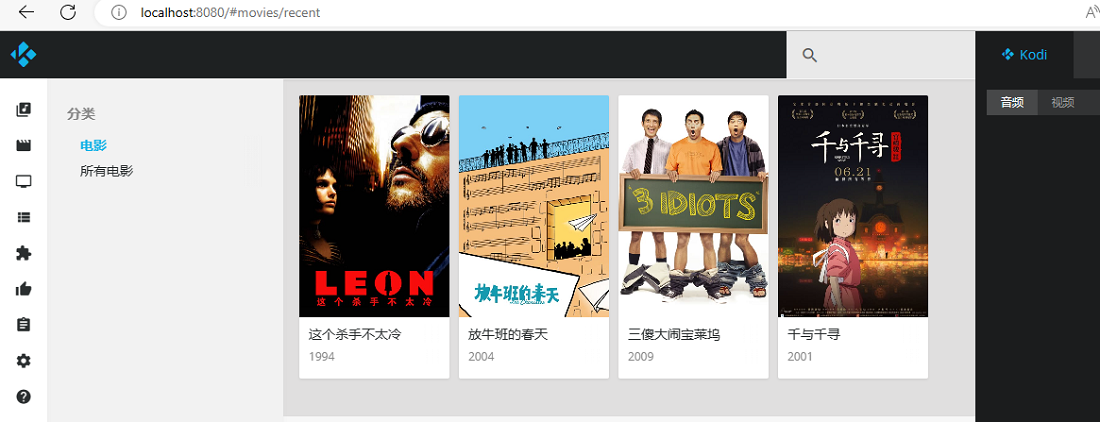 localhost:8080/#movies/recent
Kodi
分类
电影
所有电影
音频
视频
LEON
这个杀手不太冷
放牛班的春天
3 IDIOTS
千与千寻
06.21
这个杀手不太冷
1994
放牛班的春天
2004
三傻大闹宝莱坞
2009
千与千寻
2001